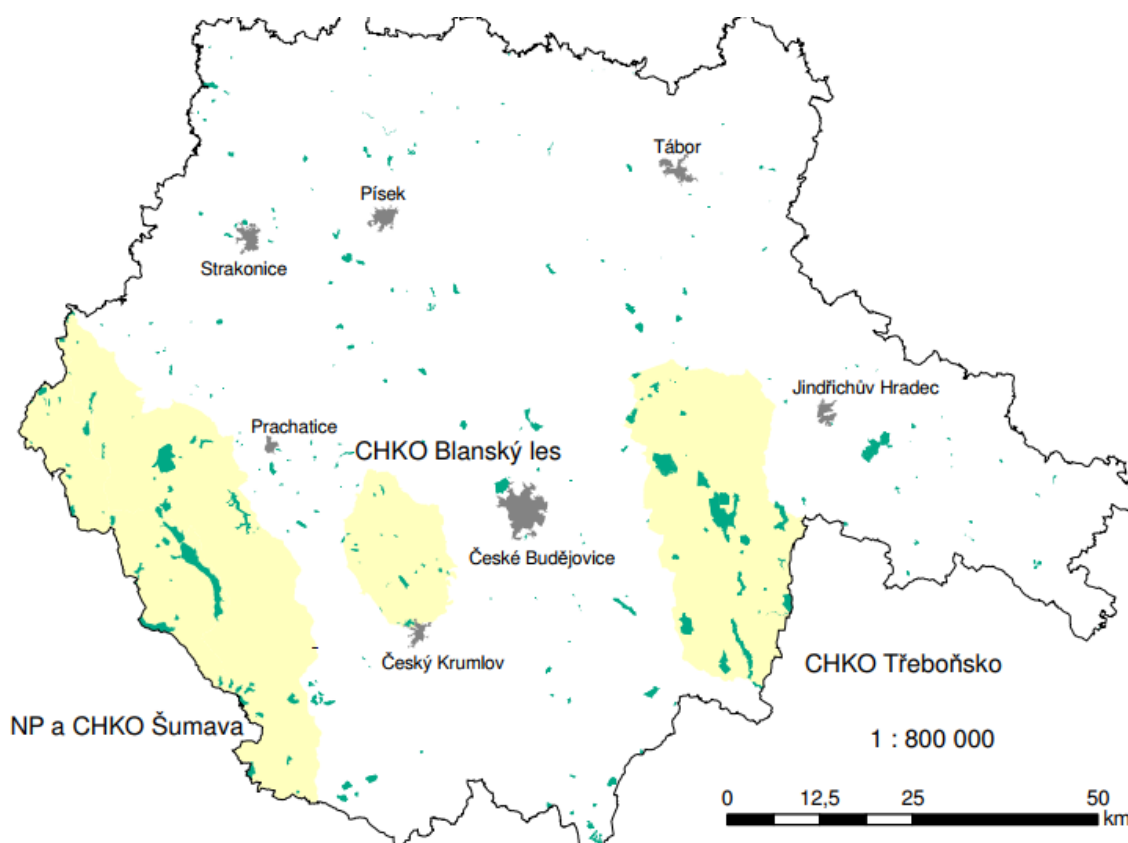 Tábor
Písek
Strakonice
Jindřichův Hradec
Prachatice
CHKO Blanský les
České Budějovice
Český Krumlov
CHKO Třeboňsko
NP a CHKO Šumava
1 : 800 000
0 12,5 25 50
km